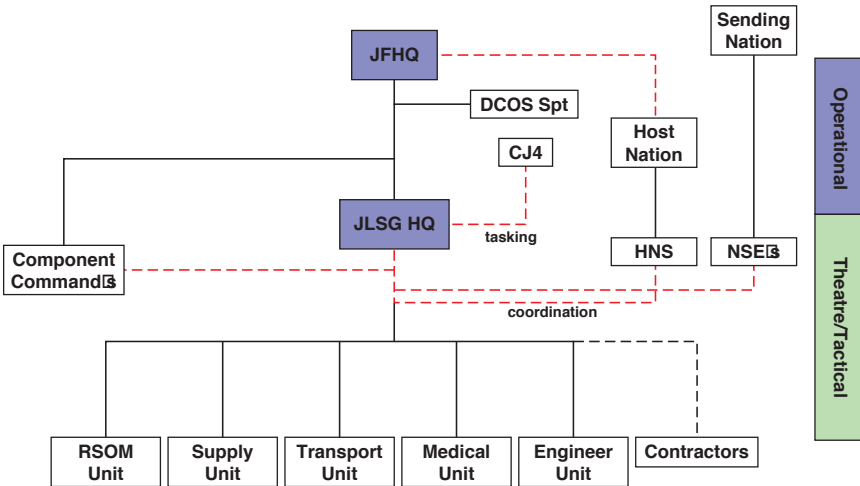 Sending
Nation
JFHQ
DCOS Spt
Host
Nation
CJ4
Operational
JLSG HQ
tasking
Component
Command□s
HNS
NSE□s
coordination
Theatre/Tactical
RSOM
Unit
Supply
Unit
Transport
Unit
Medical
Unit
Engineer
Unit
Contractors